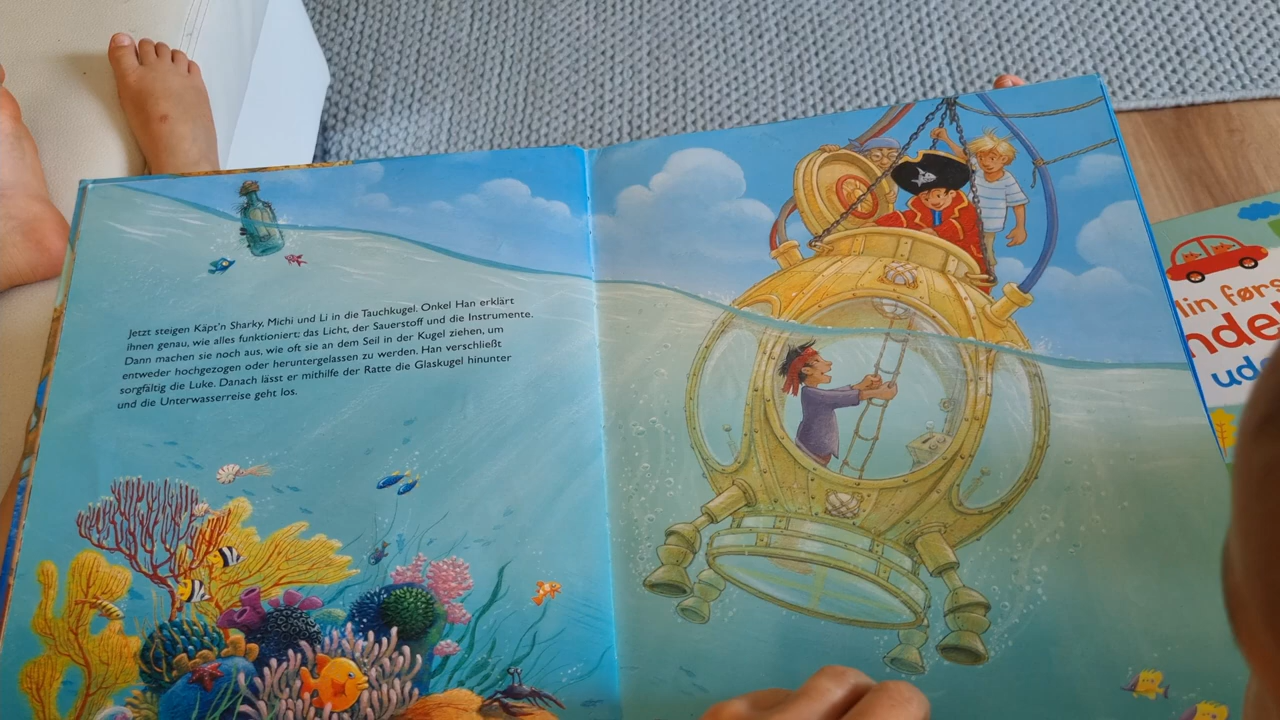 Jetzt steigen Käpt'n Sharky, Michi und Li in die Tauchkugel. Onkel Han erklärt
ihnen genau, wie alles funktioniert: das Licht, der Sauerstoff und die Instrumente.
Dann machen sie noch aus, wie oft sie an dem Seil in der Kugel ziehen, um
entweder hochgezogen oder heruntergelassen zu werden. Han verschließt
sorgfältig die Luke. Danach lässt er mithilfe der Ratte die Glaskugel hinunter
und die Unterwasserreise geht los.